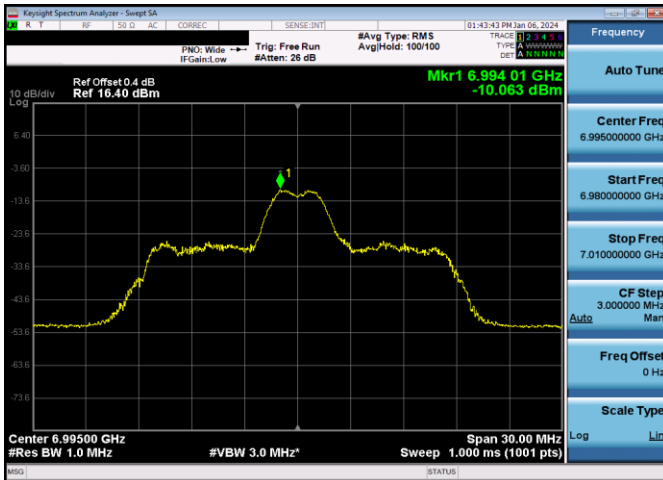 Keysight Spectrum Analyzer - Swept SA
R T RF 50 Ω AC CORREC SENSE:INT 01:43:43 PM Jan 06, 2024
PNO: Wide
IFGain:Low
Trig: Free Run
#Atten: 26 dB
#Avg Type: RMS
Avg|Hold: 100/100
TRACE 1 2 3 4 5 6
TYPE A WWWWW
DET A N N N N N
Mkr1 6.994 01 GHz
-10.063 dBm
Ref Offset 0.4 dB
10 dB/div Ref 16.40 dBm
Log
6.40
-3.60
1
-13.6
-23.6
-33.6
-43.6
-53.6
-63.6
-73.6
Center 6.99500 GHz Span 30.00 MHz
#Res BW 1.0 MHz #VBW 3.0 MHz* Sweep 1.000 ms (1001 pts)
MSG STATUS
Frequency
Auto Tune
Center Freq
6.995000000 GHz
Start Freq
6.980000000 GHz
Stop Freq
7.010000000 GHz
CF Step
3.000000 MHz
Auto Man
Freq Offset
0 Hz
Scale Type
Log Lin